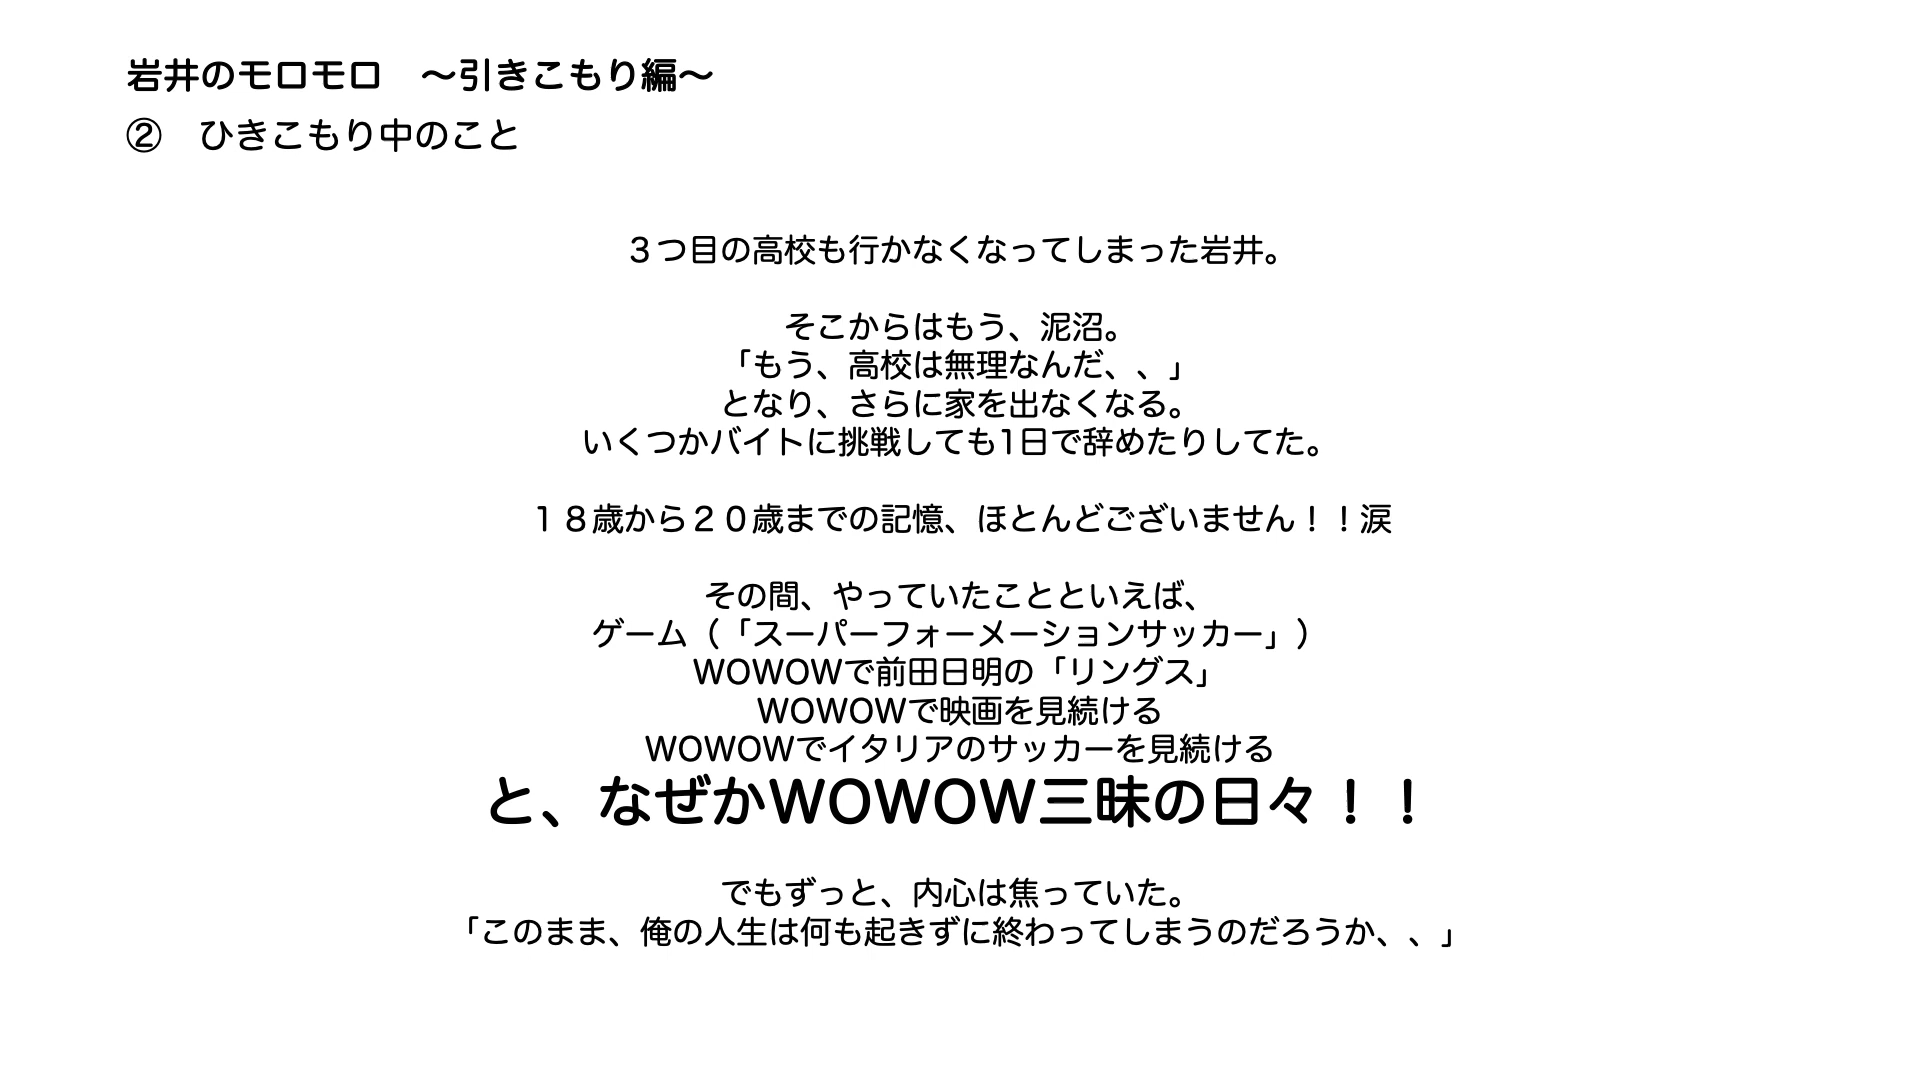 岩井のモロモロ　〜引きこもり編〜
②　ひきこもり中のこと
３つ目の高校も行かなくなってしまった岩井。
そこからはもう、泥沼。
「もう、高校は無理なんだ、、」
となり、さらに家を出なくなる。
いくつかバイトに挑戦しても1日で辞めたりしてた。
１８歳から２０歳までの記憶、ほとんどございません！！涙
その間、やっていたことといえば、
ゲーム（「スーパーフォーメーションサッカー」）
WOWOWで前田日明の「リングス」
WOWOWで映画を見続ける
WOWOWでイタリアのサッカーを見続ける
と、なぜかWOWOW三昧の日々！！
でもずっと、内心は焦っていた。
「このまま、俺の人生は何も起きずに終わってしまうのだろうか、、」